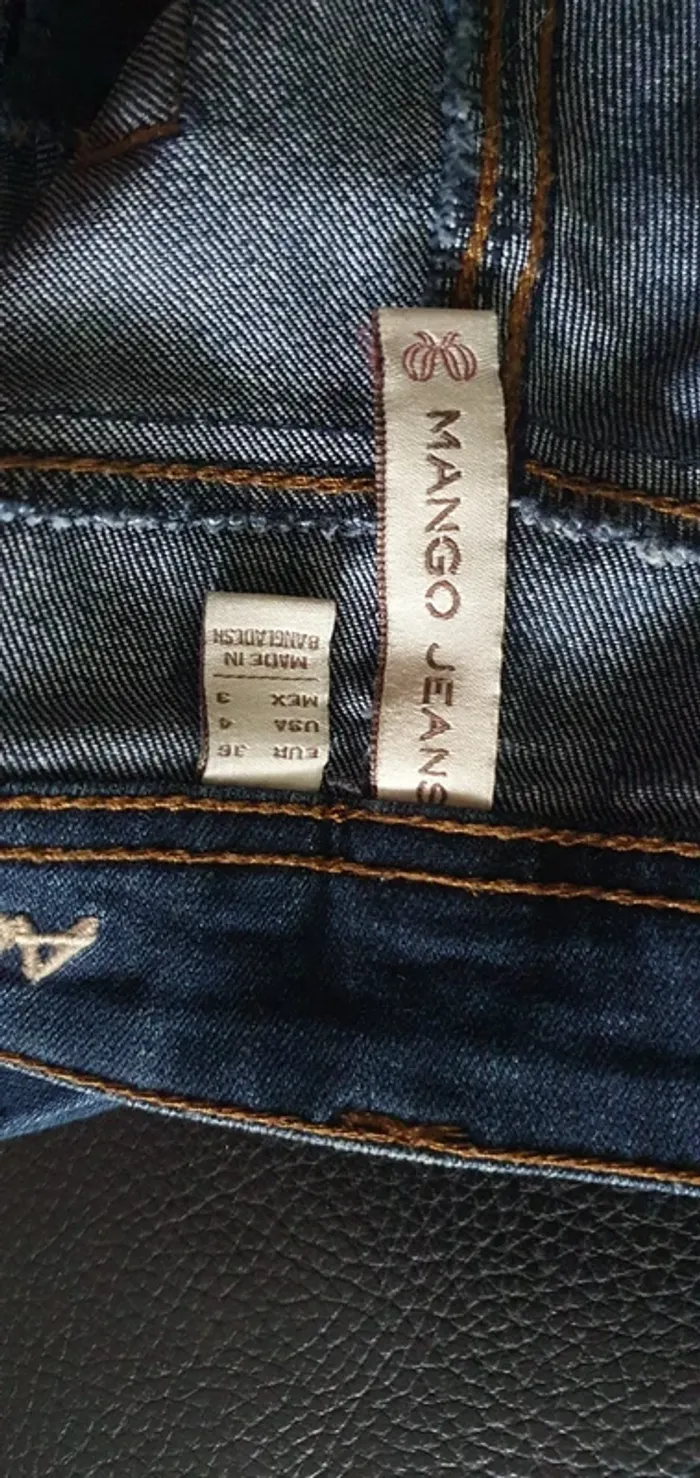 MANGO JEANS
EUR 36
USA 4
MEX 3
MADE IN
BANGLADESH